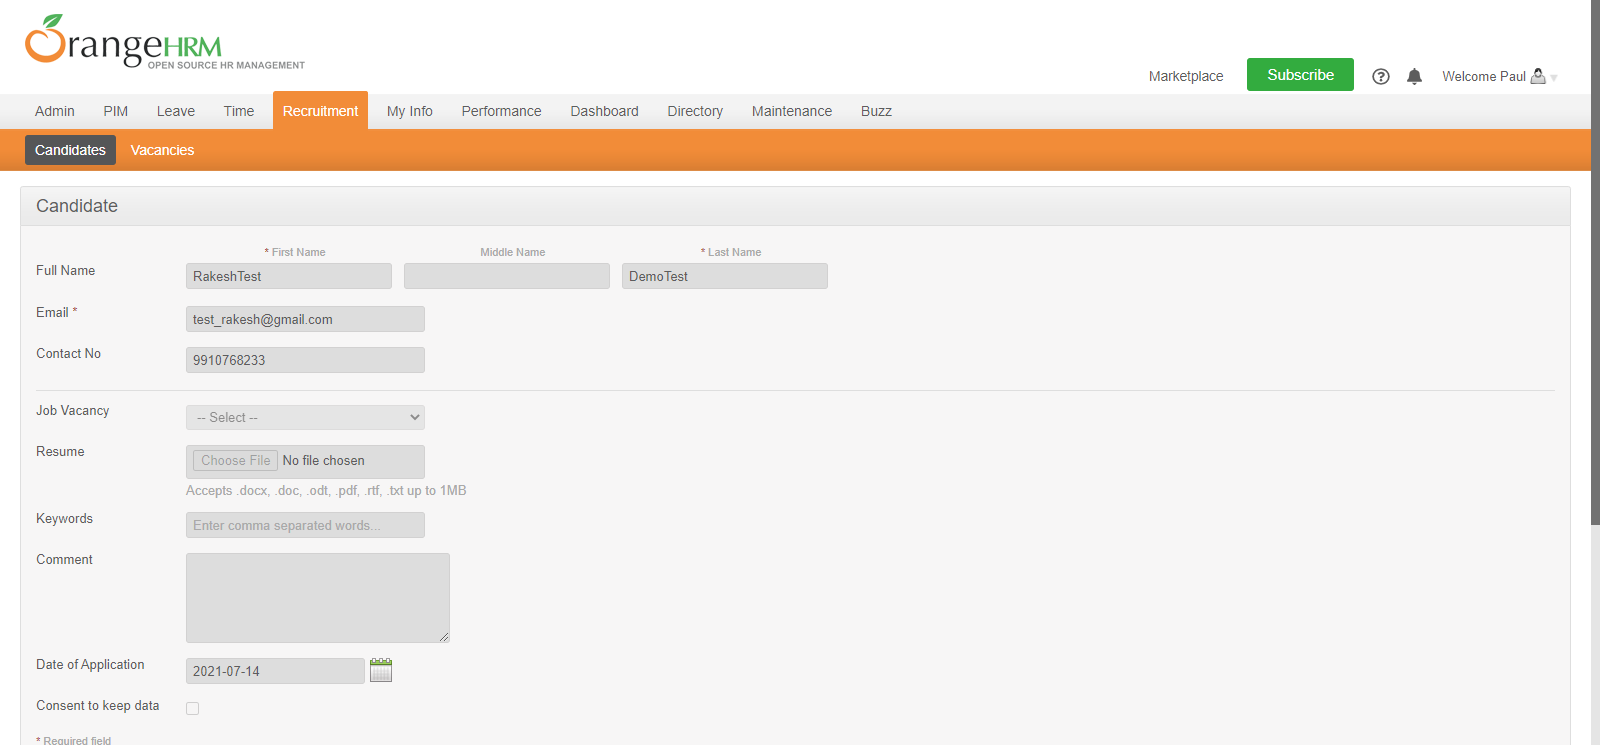 OrangeHRM
OPEN SOURCE HR MANAGEMENT
Marketplace Subscribe Welcome Paul
Admin PIM Leave Time Recruitment My Info Performance Dashboard Directory Maintenance Buzz
Candidates Vacancies
Candidate
* First Name Middle Name * Last Name
Full Name RakeshTest DemoTest
Email * test_rakesh@gmail.com
Contact No 9910768233
Job Vacancy -- Select --
Resume Choose File No file chosen
Accepts .docx, .doc, .odt, .pdf, .rtf, .txt up to 1MB
Keywords Enter comma separated words...
Comment
Date of Application 2021-07-14
Consent to keep data
* Required field